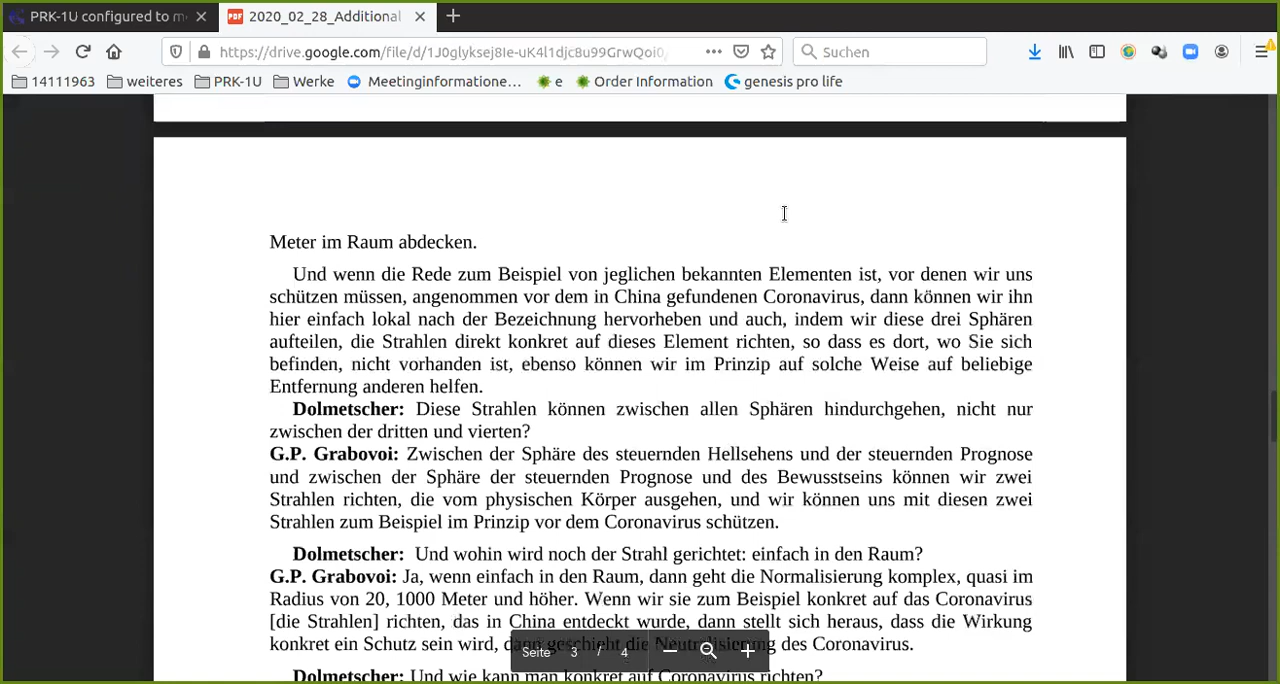 PRK-1U configured to m
2020_02_28_Additional
https://drive.google.com/file/d/1J0glyksej8Ie-uK4l1djcBu99GrwQoi0
Suchen
14111963 weiteres PRK-1U Werke Meetinginformatione… e Order Information genesis pro life
Meter im Raum abdecken.
Und wenn die Rede zum Beispiel von jeglichen bekannten Elementen ist, vor denen wir uns
schützen müssen, angenommen vor dem in China gefundenen Coronavirus, dann können wir ihn
hier einfach lokal nach der Bezeichnung hervorheben und auch, indem wir diese drei Sphären
aufteilen, die Strahlen direkt konkret auf dieses Element richten, so dass es dort, wo Sie sich
befinden, nicht vorhanden ist, ebenso können wir im Prinzip auf solche Weise auf beliebige
Entfernung anderen helfen.
Dolmetscher: Diese Strahlen können zwischen allen Sphären hindurchgehen, nicht nur
zwischen der dritten und vierten?
G.P. Grabovoi: Zwischen der Sphäre des steuernden Hellsehens und der steuernden Prognose
und zwischen der Sphäre der steuernden Prognose und des Bewusstseins können wir zwei
Strahlen richten, die vom physischen Körper ausgehen, und wir können uns mit diesen zwei
Strahlen zum Beispiel im Prinzip vor dem Coronavirus schützen.
Dolmetscher: Und wohin wird noch der Strahl gerichtet: einfach in den Raum?
G.P. Grabovoi: Ja, wenn einfach in den Raum, dann geht die Normalisierung komplex, quasi im
Radius von 20, 1000 Meter und höher. Wenn wir sie zum Beispiel konkret auf das Coronavirus
[die Strahlen] richten, das in China entdeckt wurde, dann stellt sich heraus, dass die Wirkung
konkret ein Schutz sein wird, dann geschieht die Neutralisierung des Coronavirus.
Seite 3 / 4
Dolmetscher: Und wie kann man konkret auf Coronavirus richten?